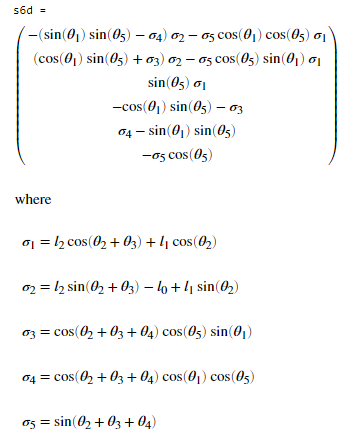 s6d =
−(sin(θ₁) sin(θ₅) − σ₄) σ₂ − σ₅ cos(θ₁) cos(θ₅) σ₁
(cos(θ₁) sin(θ₅) + σ₃) σ₂ − σ₅ cos(θ₅) sin(θ₁) σ₁
sin(θ₅) σ₁
−cos(θ₁) sin(θ₅) − σ₃
σ₄ − sin(θ₁) sin(θ₅)
−σ₅ cos(θ₅)
where
σ₁ = l₂ cos(θ₂ + θ₃) + l₁ cos(θ₂)
σ₂ = l₂ sin(θ₂ + θ₃) − l₀ + l₁ sin(θ₂)
σ₃ = cos(θ₂ + θ₃ + θ₄) cos(θ₅) sin(θ₁)
σ₄ = cos(θ₂ + θ₃ + θ₄) cos(θ₁) cos(θ₅)
σ₅ = sin(θ₂ + θ₃ + θ₄)